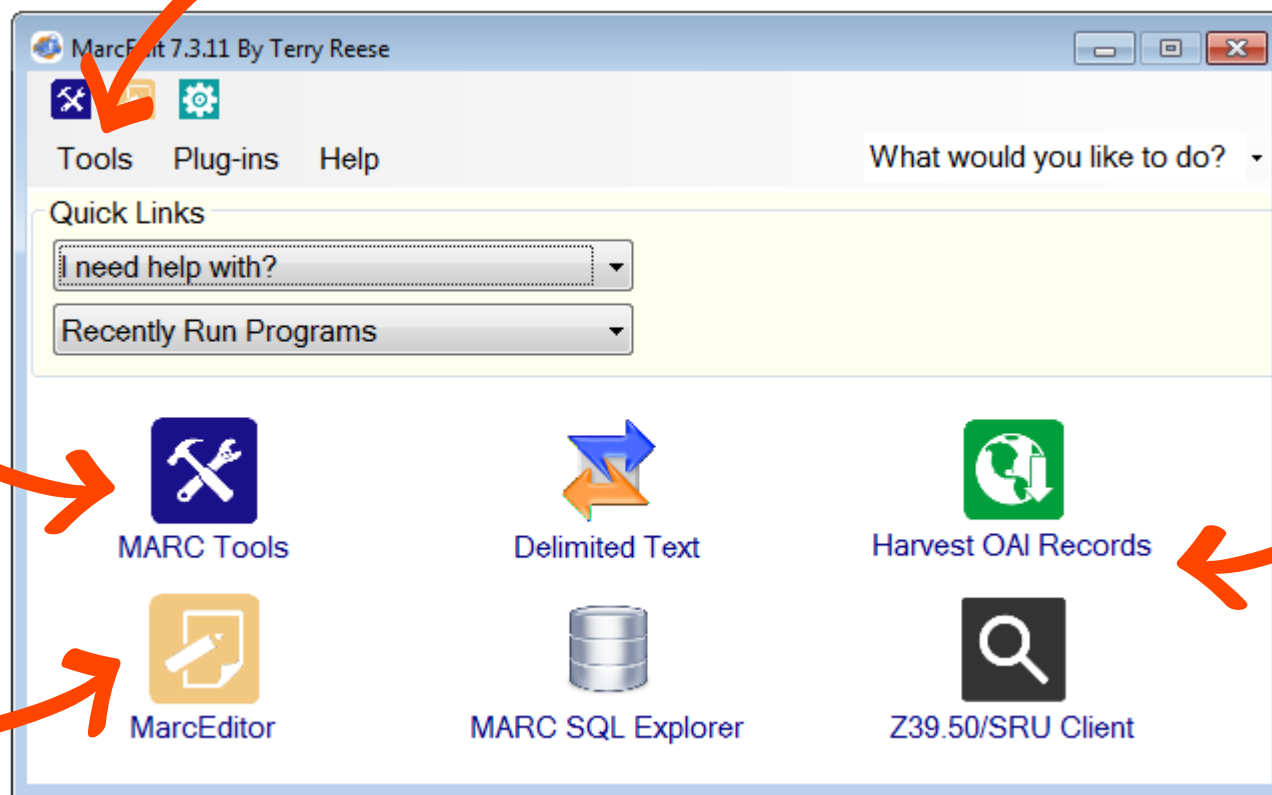 MarcEdit 7.3.11 By Terry Reese
Tools Plug-ins Help What would you like to do?
Quick Links
I need help with?
Recently Run Programs
MARC Tools Delimited Text Harvest OAI Records
MarcEditor MARC SQL Explorer Z39.50/SRU Client